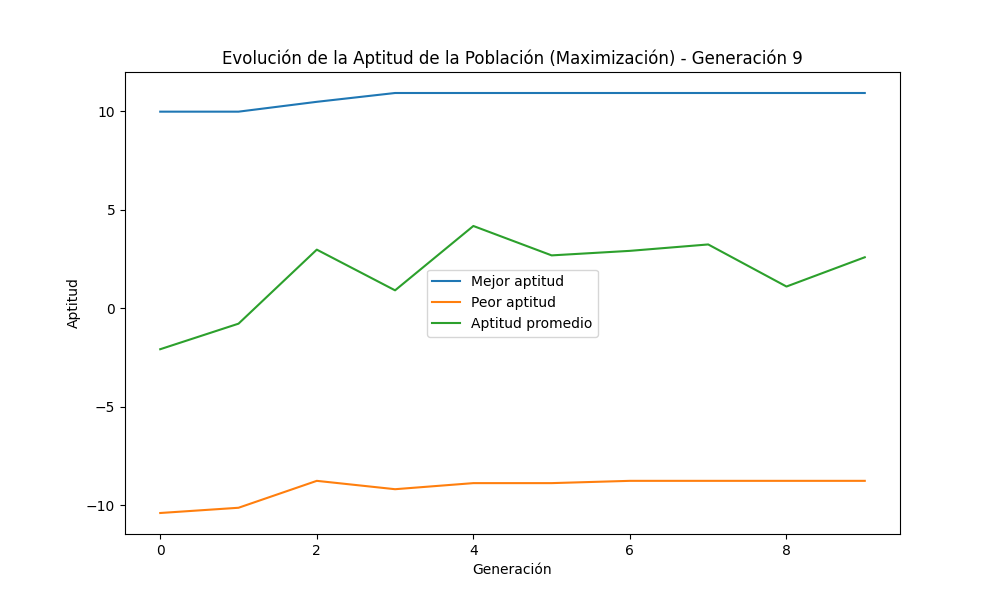 Evolución de la Aptitud de la Población (Maximización) - Generación 9
Aptitud
10
5
0
−5
−10
Mejor aptitud
Peor aptitud
Aptitud promedio
0 2 4 6 8
Generación